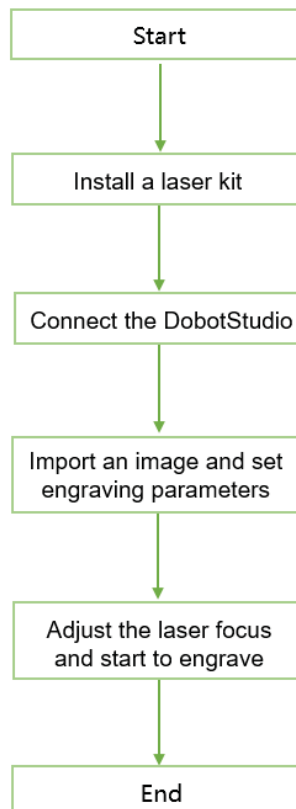 Start
Install a laser kit
Connect the DobotStudio
Import an image and set
engraving parameters
Adjust the laser focus
and start to engrave
End